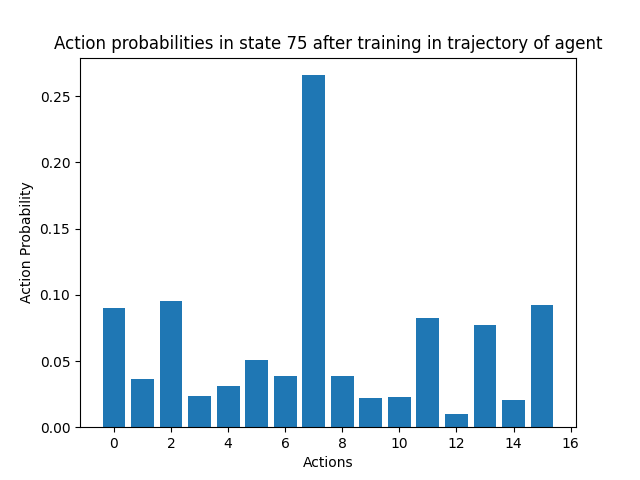 Action probabilities in state 75 after training in trajectory of agent
0.25
0.20
0.15
0.10
0.05
0.00
Action Probability
0 2 4 6 8 10 12 14 16
Actions